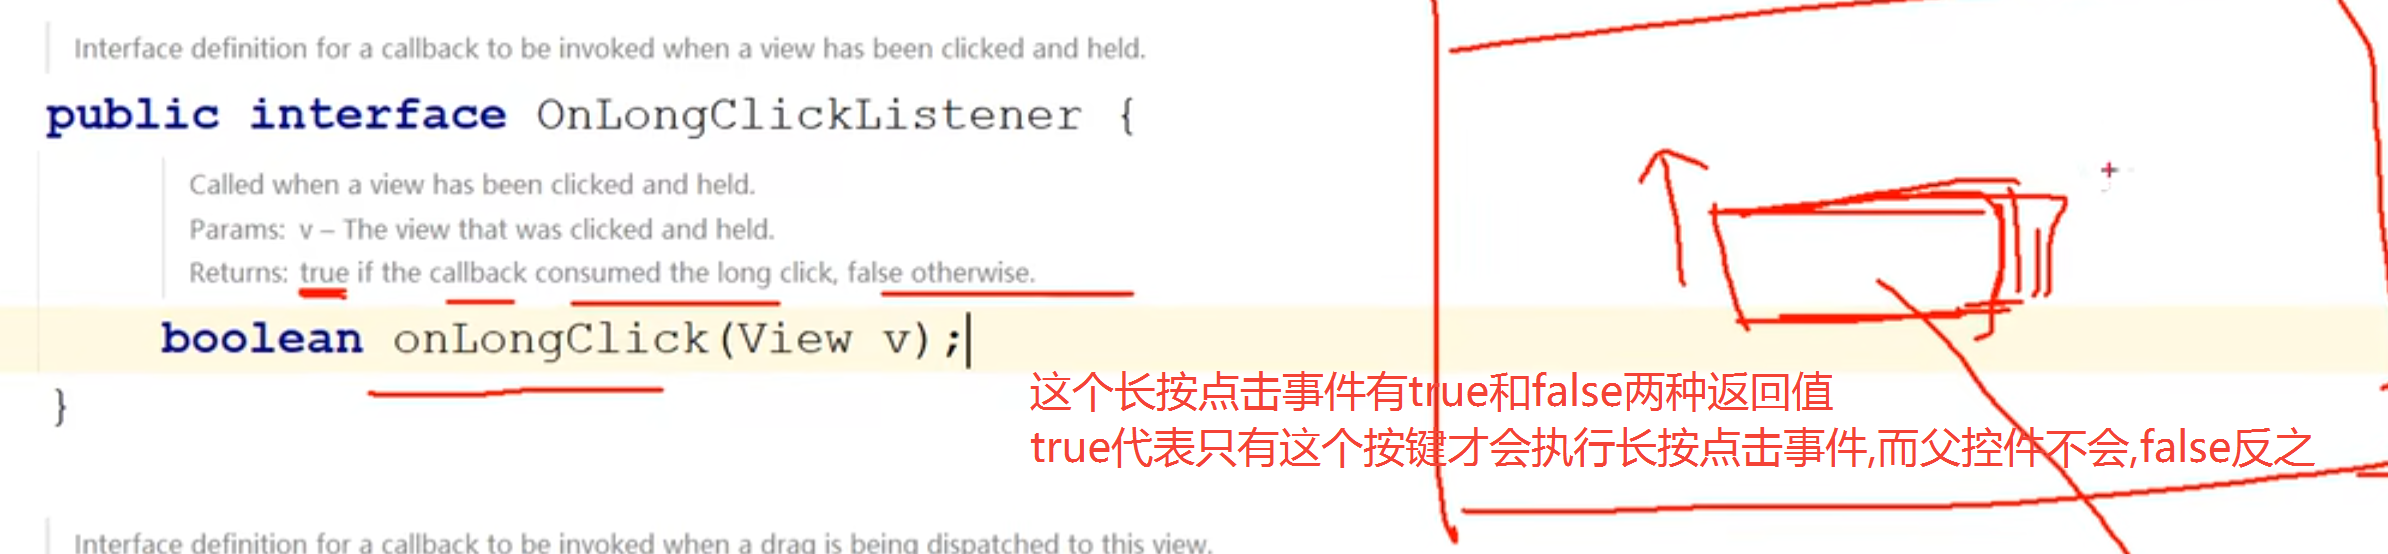 Interface definition for a callback to be invoked when a view has been clicked and held.
public interface OnLongClickListener {
Called when a view has been clicked and held.
Params: v – The view that was clicked and held.
Returns: true if the callback consumed the long click, false otherwise.
boolean onLongClick(View v);
这个长按点击事件有true和false两种返回值
}
true代表只有这个按键才会执行长按点击事件,而父控件不会,false反之
Interface definition for a callback to be invoked when a drag is being dispatched to this view.